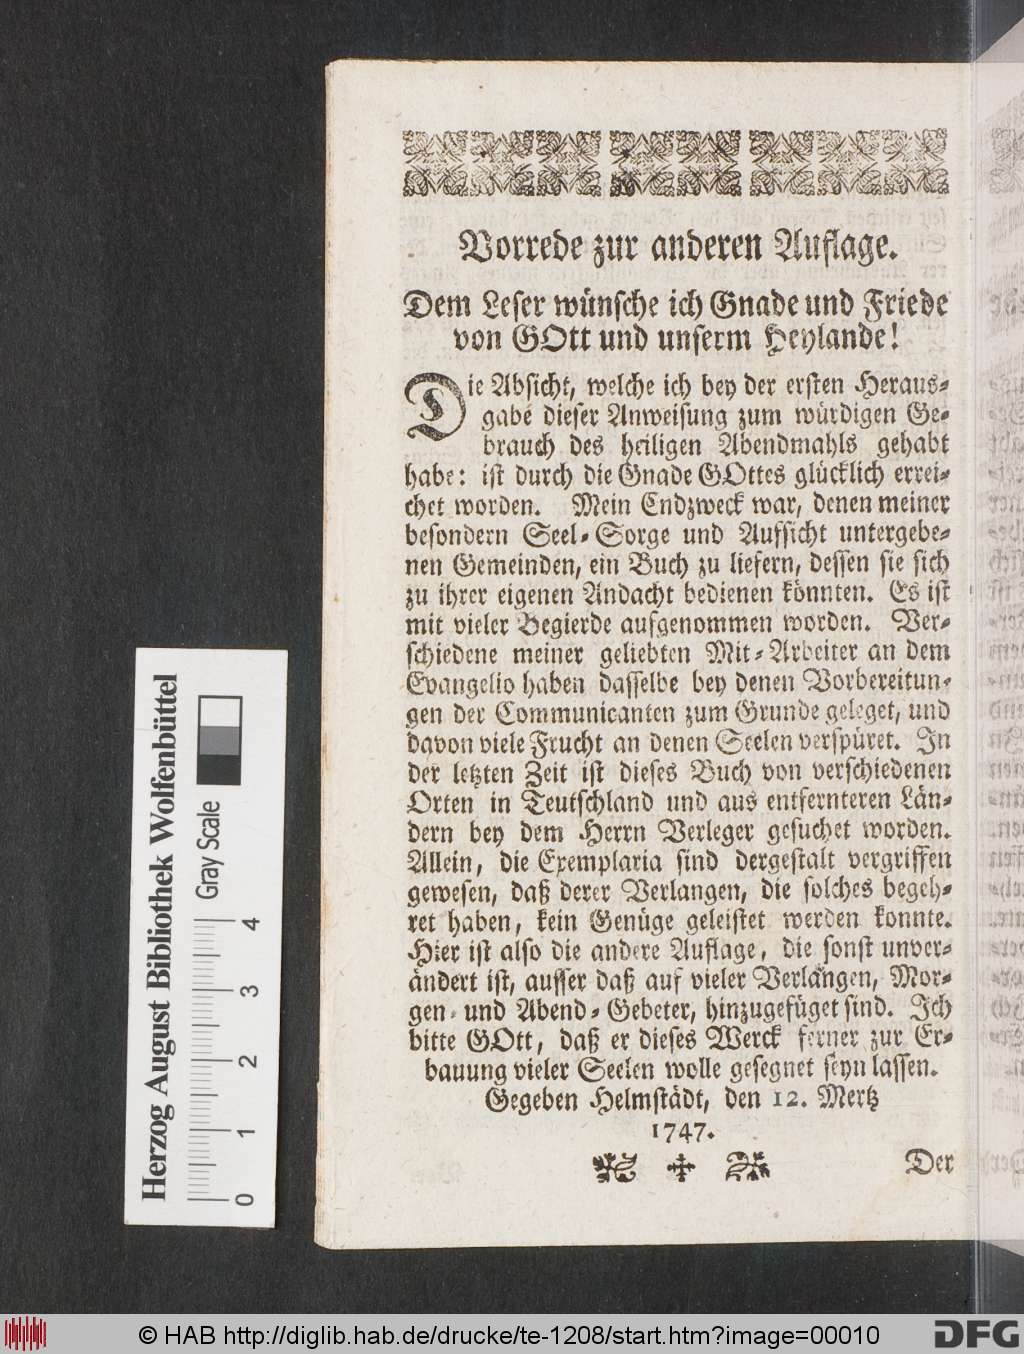 Vorrede zur anderen Auflage.
Dem Leser wünsche ich Gnade und Friede
von GOtt und unserm Heylande!
Die Absicht, welche ich bey der ersten Heraus-
gabe dieser Anweisung zum würdigen Ge-
brauch des heiligen Abendmahls gehabt
habe: ist durch die Gnade GOttes glücklich errei-
chet worden. Mein Endzweck war, denen meiner
besondern Seel-Sorge und Aufsicht untergebe-
nen Gemeinden, ein Buch zu liefern, dessen sie sich
zu ihrer eigenen Andacht bedienen könnten. Es ist
mit vieler Begierde aufgenommen worden. Ver-
schiedene meiner geliebten Mit-Arbeiter an dem
Evangelio haben dasselbe bey denen Vorbereitun-
gen der Communicanten zum Grunde geleget, und
davon viele Frucht an denen Seelen verspüret. In
der letzten Zeit ist dieses Buch von verschiedenen
Orten in Teutschland und aus entfernteren Län-
dern bey dem Herrn Verleger gesuchet worden.
Allein, die Exemplaria sind dergestalt vergriffen
gewesen, daß derer Verlangen, die solches begeh-
ret haben, kein Genüge geleistet werden konnte.
Hier ist also die andere Auflage, die sonst unver-
ändert ist, ausser daß auf vieler Verlangen, Mor-
gen- und Abend-Gebeter, hinzugefüget sind. Ich
bitte GOtt, daß er dieses Werck ferner zur Er-
bauung vieler Seelen wolle gesegnet seyn lassen.
Gegeben Helmstädt, den 12. Mertz
1747.
Der
Herzog August Bibliothek Wolfenbüttel
Gray Scale
0 1 2 3 4
© HAB http://diglib.hab.de/drucke/te-1208/start.htm?image=00010
DFG